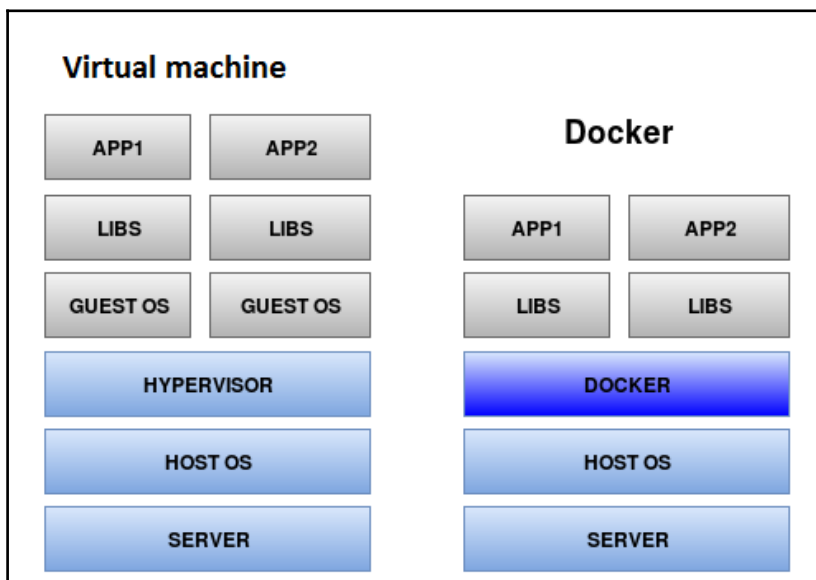 Virtual machine
APP1 APP2
LIBS LIBS
GUEST OS GUEST OS
HYPERVISOR
HOST OS
SERVER
Docker
APP1 APP2
LIBS LIBS
DOCKER
HOST OS
SERVER